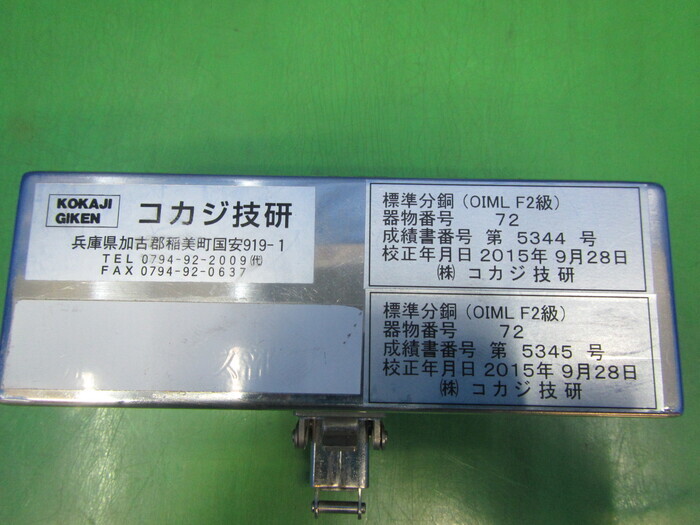 KOKAJI
GIKEN
コカジ技研
兵庫県加古郡稲美町国安919-1
TEL 0794-92-2009㈹
FAX 0794-92-0637
標準分銅(OIML F2級)
器物番号 72
成績書番号 第 5344 号
校正年月日 2015年 9月28日
㈱ コカジ技研
標準分銅(OIML F2級)
器物番号 72
成績書番号 第 5345 号
校正年月日 2015年 9月28日
㈱ コカジ技研